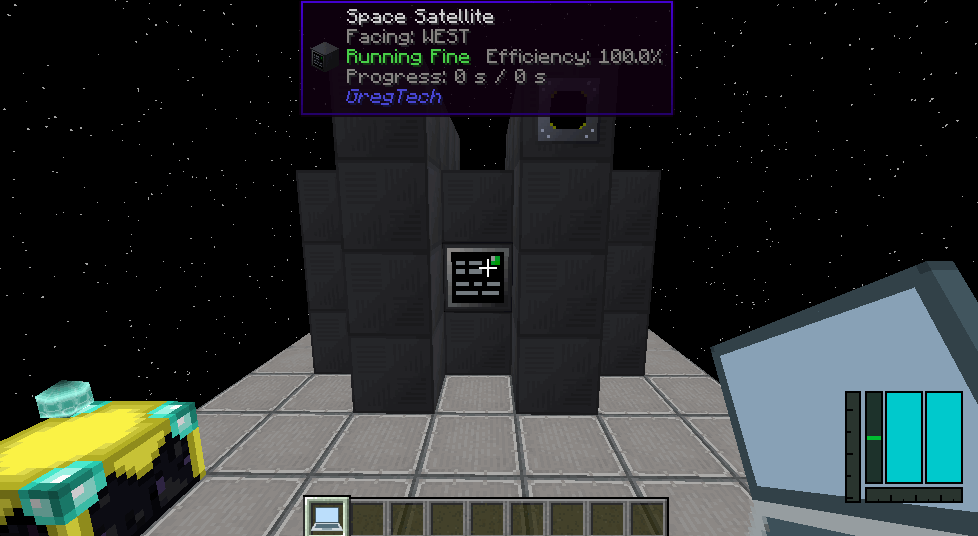 Space Satellite
Facing: WEST
Running Fine  Efficiency: 100.0%
Progress: 0 s / 0 s
GregTech